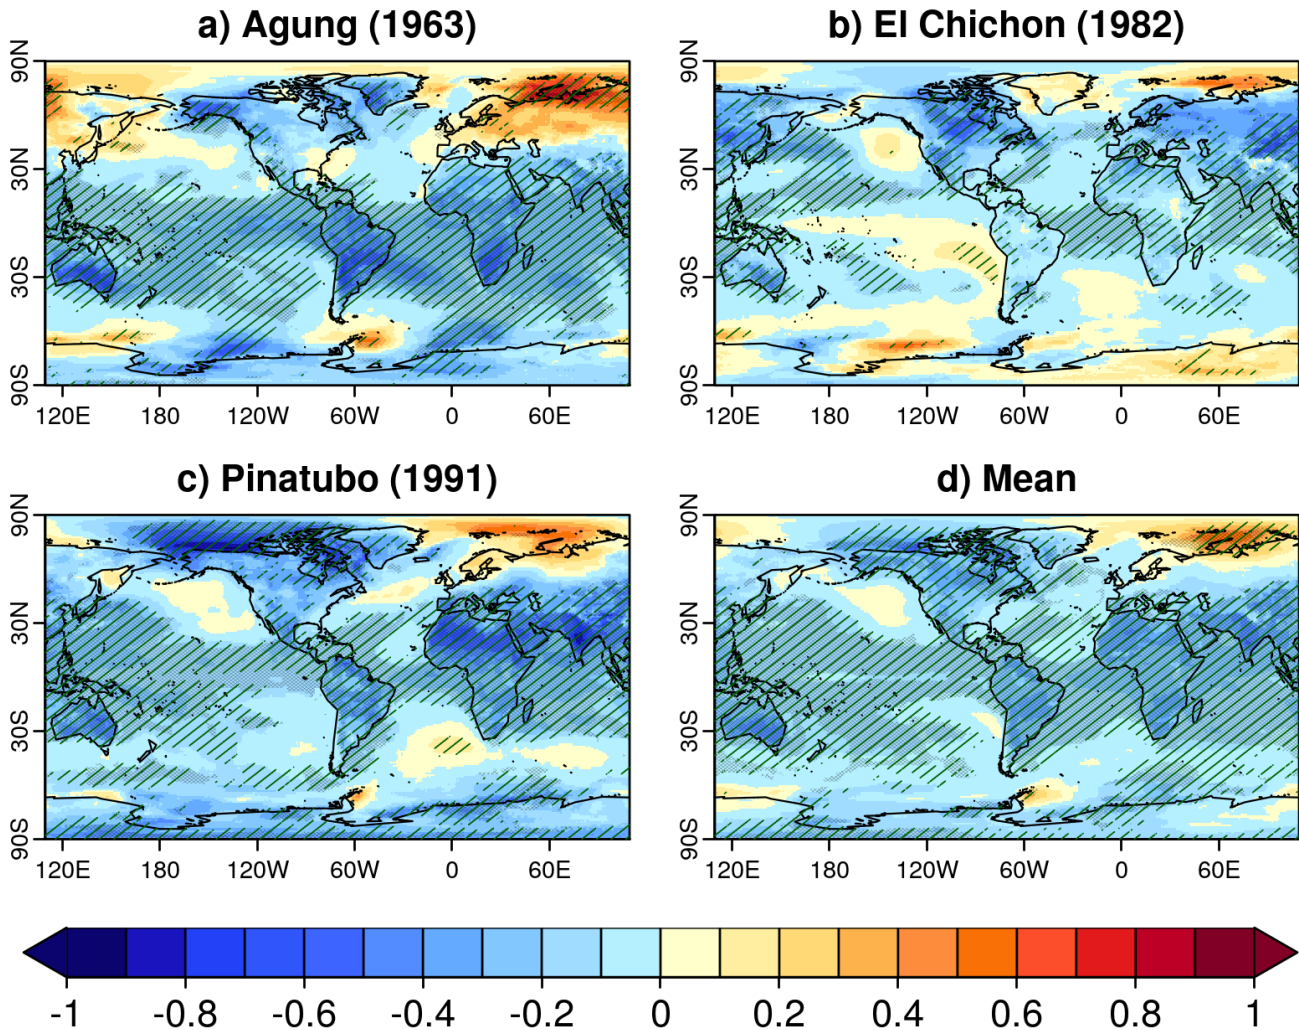 a) Agung (1963)
b) El Chichon (1982)
90N
30N
30S
90S
120E 180 120W 60W 0 60E
90N
30N
30S
90S
120E 180 120W 60W 0 60E
c) Pinatubo (1991)
d) Mean
90N
30N
30S
90S
120E 180 120W 60W 0 60E
90N
30N
30S
90S
120E 180 120W 60W 0 60E
-1 -0.8 -0.6 -0.4 -0.2 0 0.2 0.4 0.6 0.8 1